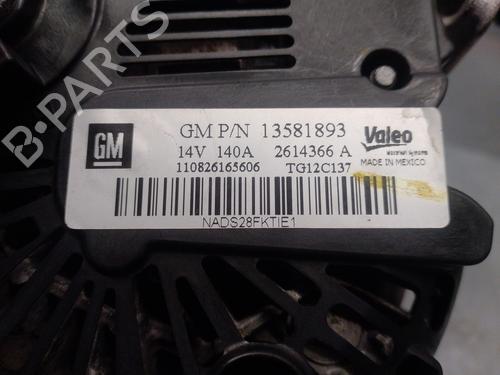 GM
GM P/N 13581893
Valeo
14V 140A 2614366 A
MADE IN MEXICO
110826165606 TG12C137
NADS28FKTIE1
B-PARTS